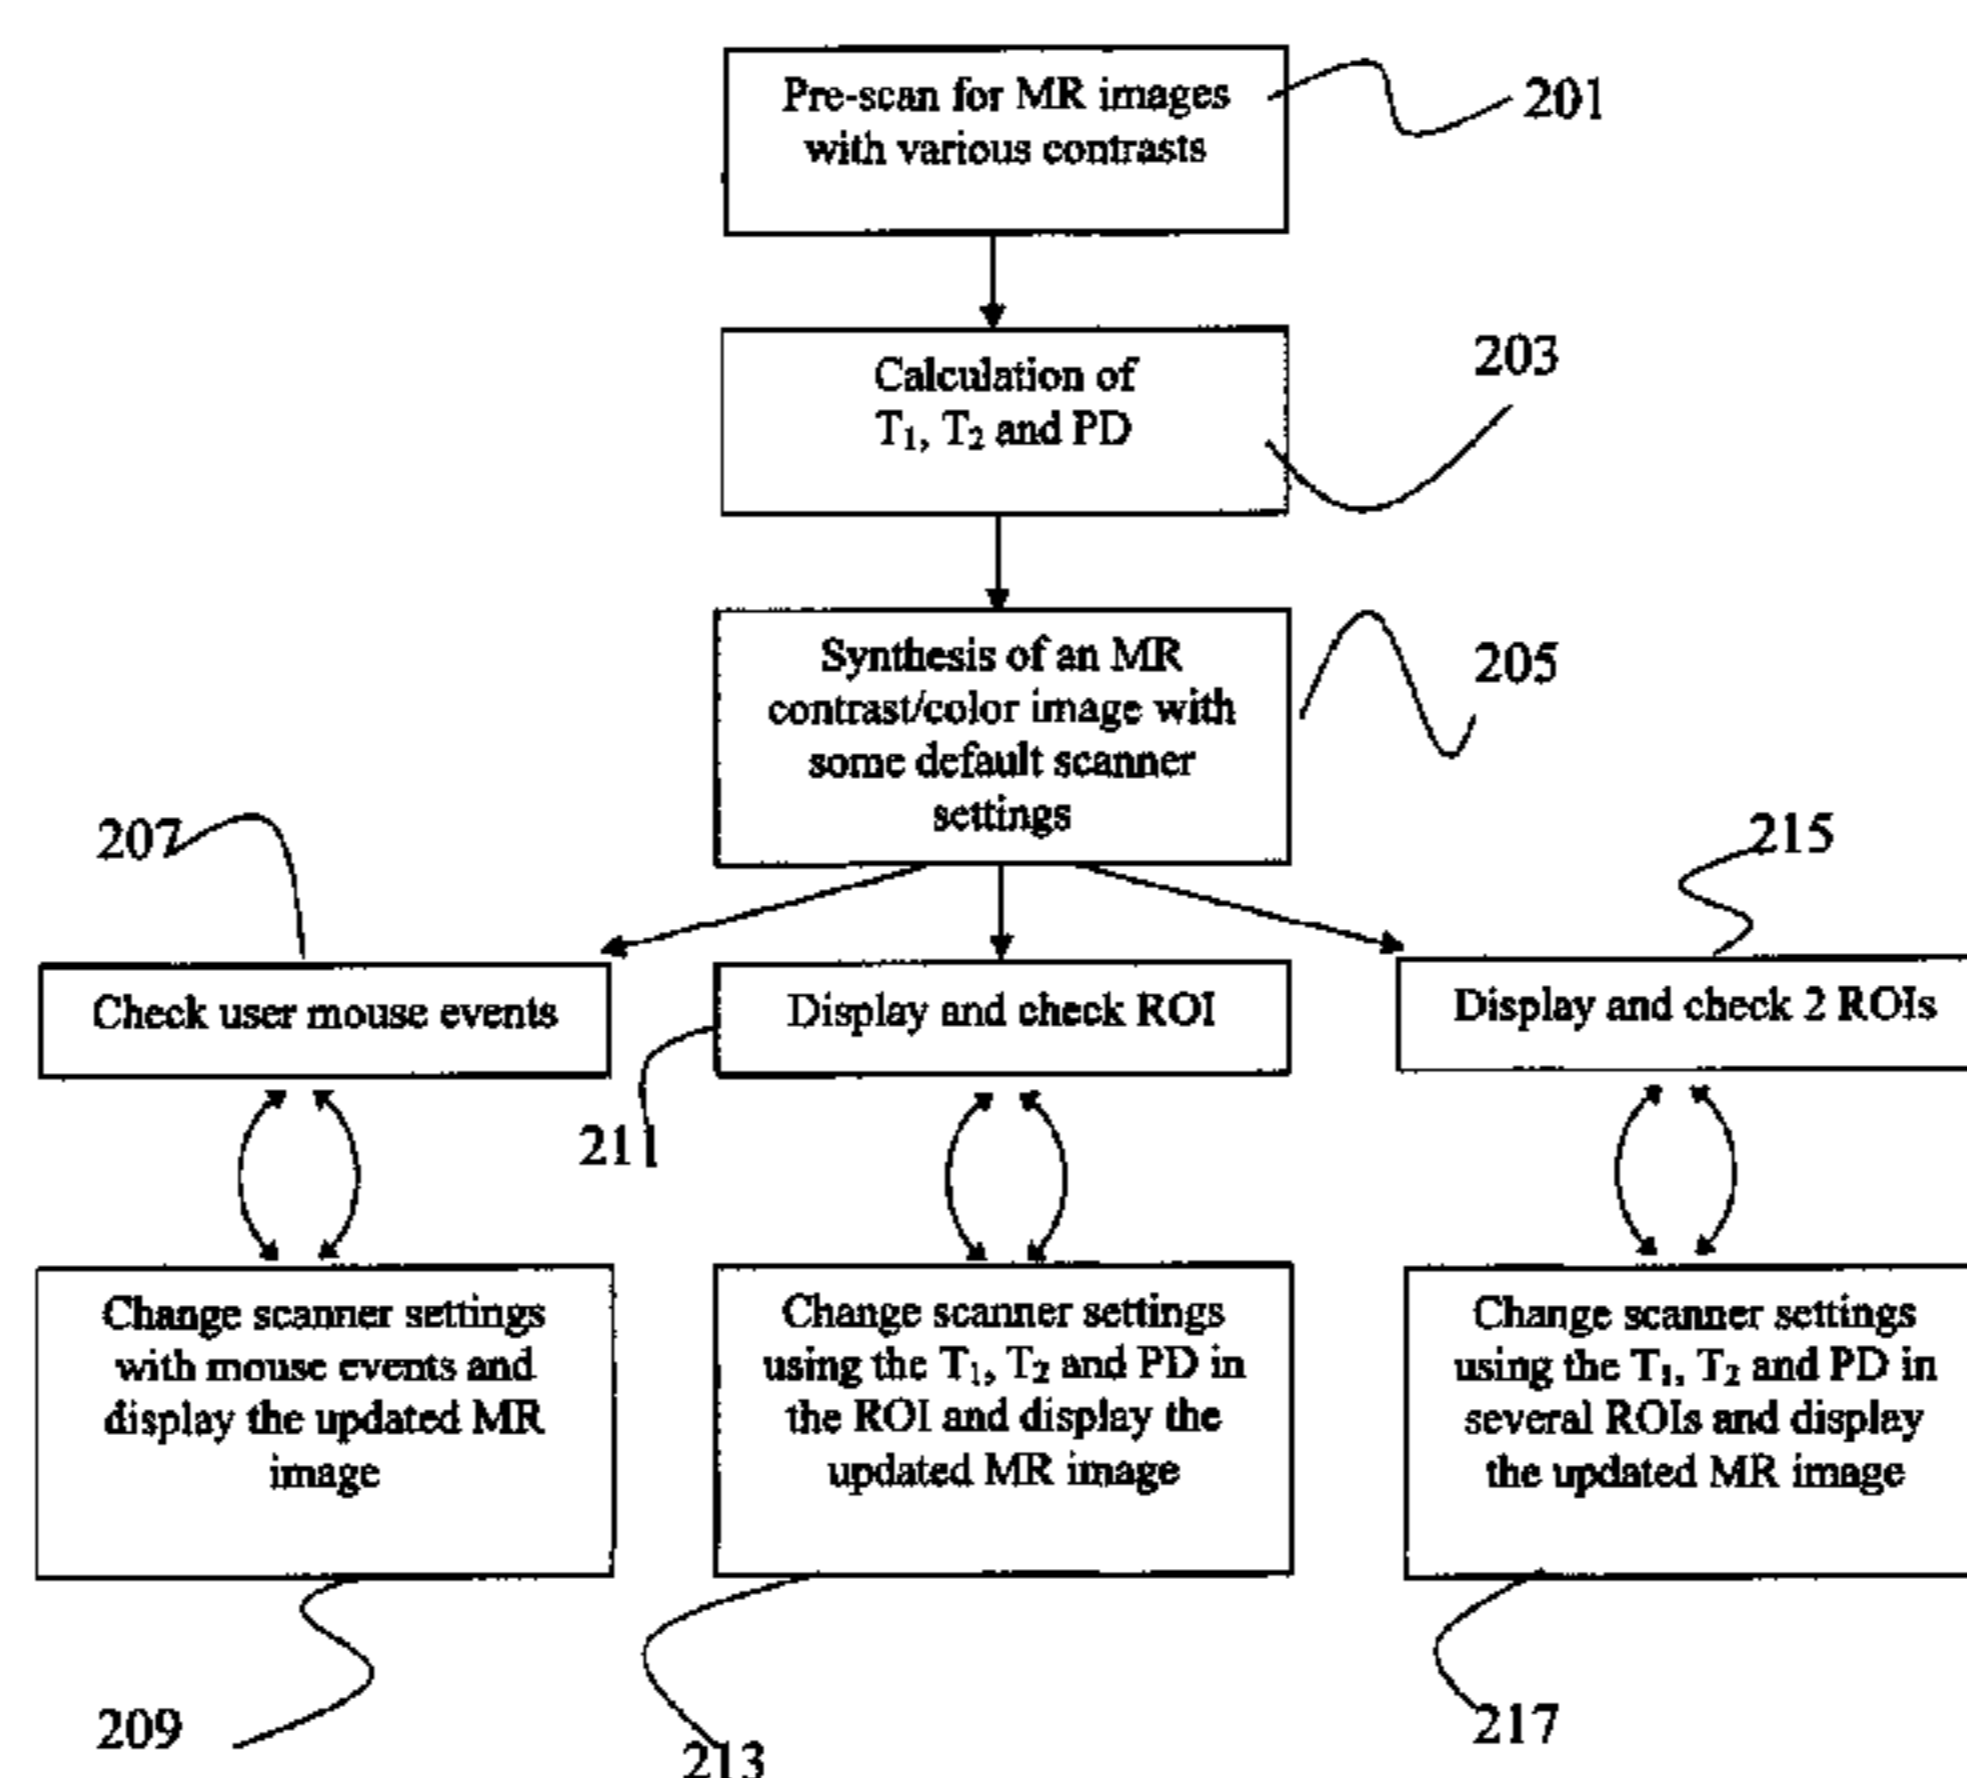 Pre-scan for MR images
with various contrasts
201
Calculation of
T₁, T₂ and PD
203
Synthesis of an MR
contrast/color image with
some default scanner
settings
205
207
215
Check user mouse events
Display and check ROI
Display and check 2 ROIs
211
Change scanner settings
with mouse events and
display the updated MR
image
Change scanner settings
using the T₁, T₂ and PD in
the ROI and display the
updated MR image
Change scanner settings
using the T₁, T₂ and PD in
several ROIs and display
the updated MR image
209
213
217